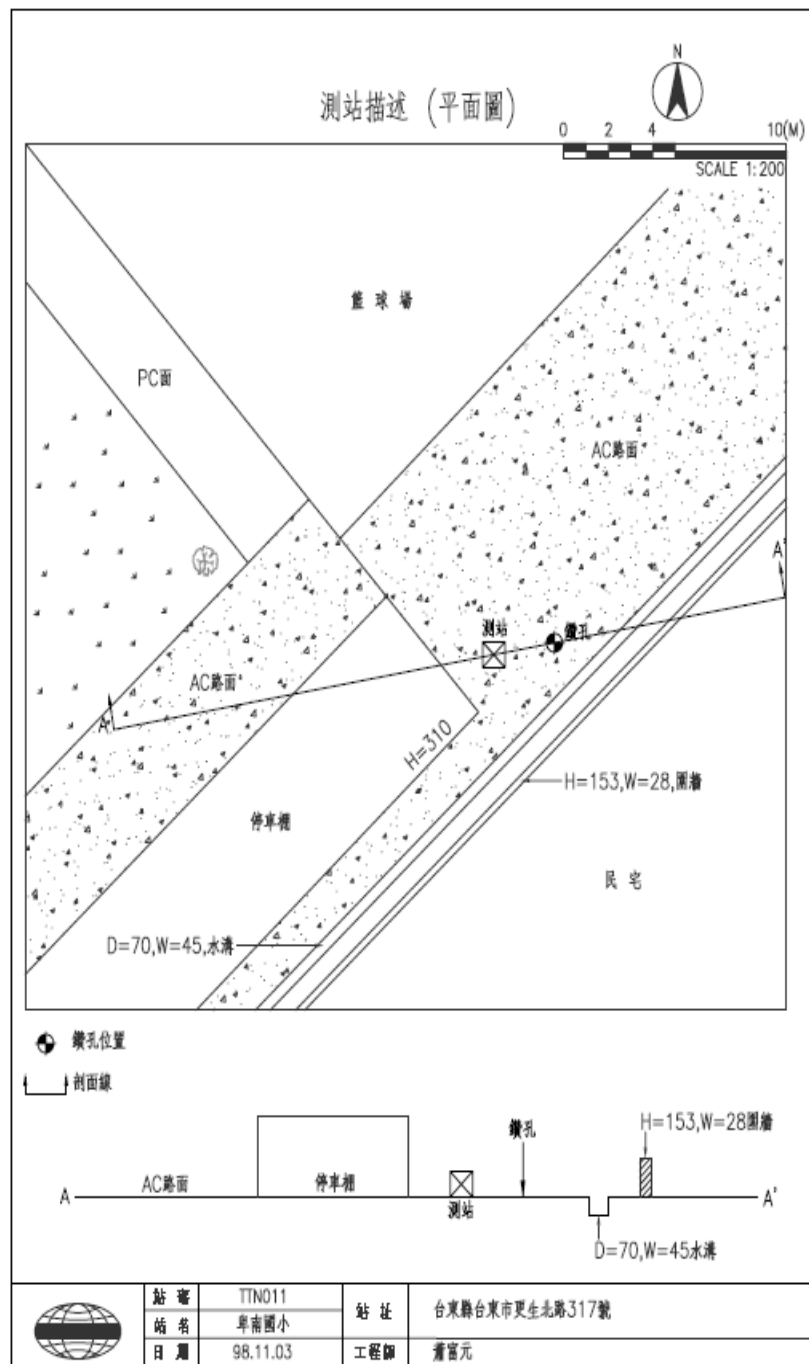 N
測站描述 (平面圖)
0 2 4 10(M)
SCALE 1:200
籃 球 場
PC面
AC路面
A'
測站
鑽孔
AC路面
A
H=310
H=153,W=28,圍牆
停車棚
民 宅
D=70,W=45,水溝
鑽孔位置
剖面線
鑽孔
H=153,W=28圍牆
AC路面
停車棚
A
測站
A'
D=70,W=45水溝
站 碼 TTN011
站 址 台東縣台東市更生北路317號
站 名 卑南國小
日 期 98.11.03
工程師 蕭富元